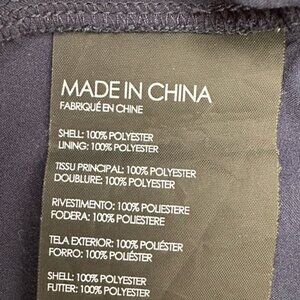 MADE IN CHINA
FABRIQUÉ EN CHINE
SHELL: 100% POLYESTER
LINING: 100% POLYESTER
TISSU PRINCIPAL: 100% POLYESTER
DOUBLURE: 100% POLYESTER
RIVESTIMENTO: 100% POLIESTERE
FODERA: 100% POLIESTERE
TELA EXTERIOR: 100% POLIÉSTER
FORRO: 100% POLIÉSTER
SHELL: 100% POLYESTER
FUTTER: 100% POLYESTER